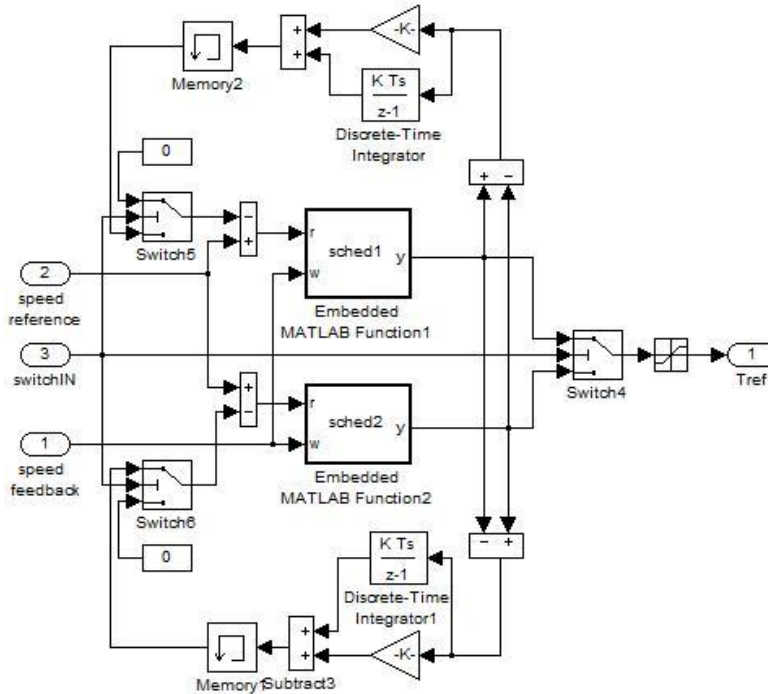 +
+
-K-
Memory2
K Ts
z-1
Discrete-Time
Integrator
0
+ −
Switch5
−
+
r
w
sched1
y
Embedded
MATLAB Function1
2
speed
reference
3
switchIN
Switch4
1
Tref
+
−
r
w
sched2
y
Embedded
MATLAB Function2
1
speed
feedback
Switch6
0
− +
K Ts
z-1
Discrete-Time
Integrator1
+
+
-K-
Memory1
Subtract3